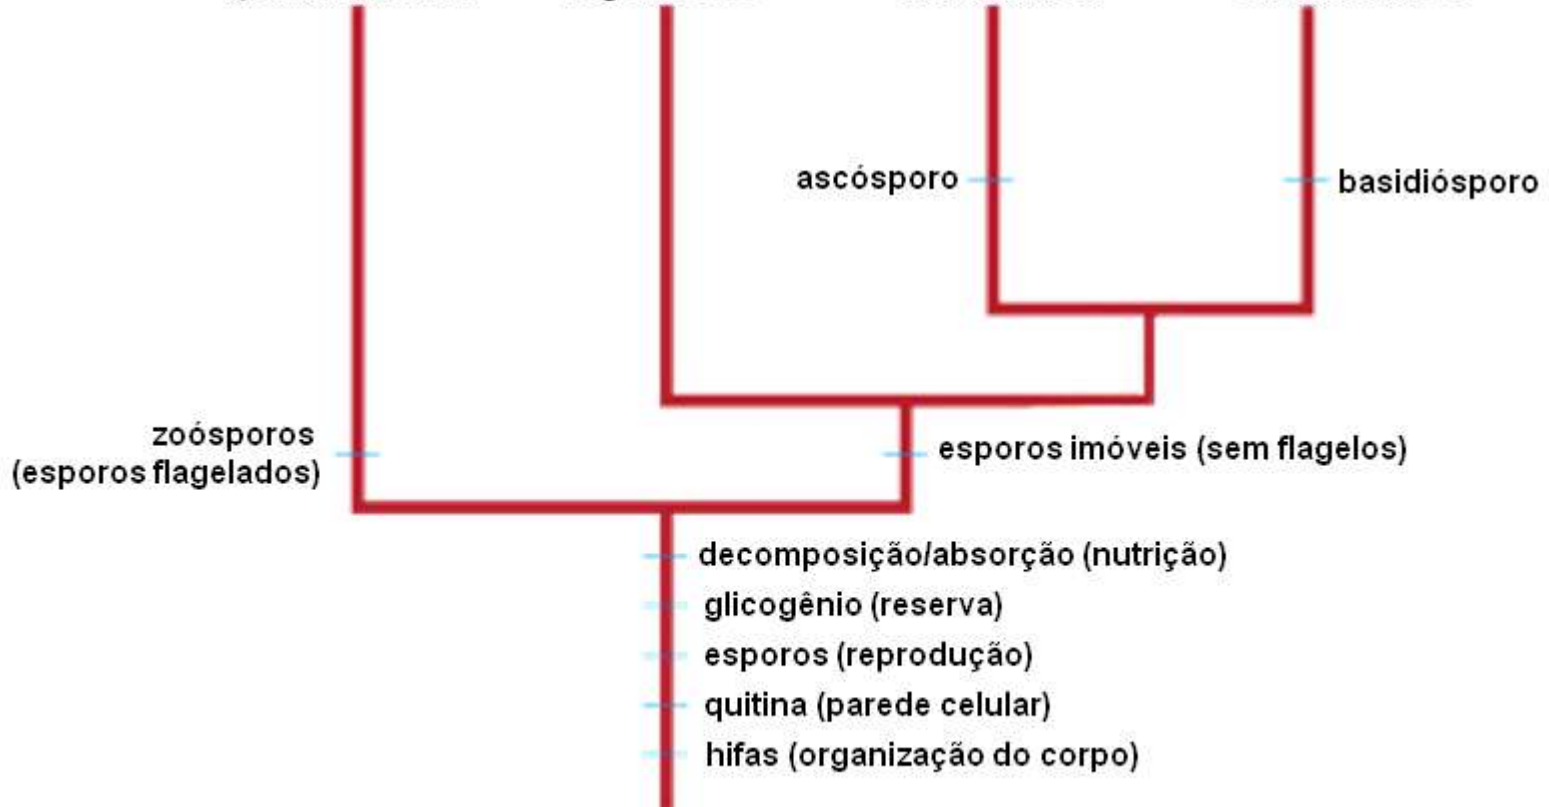 ascósporo
basidiósporo
zoósporos
(esporos flagelados)
esporos imóveis (sem flagelos)
decomposição/absorção (nutrição)
glicogênio (reserva)
esporos (reprodução)
quitina (parede celular)
hifas (organização do corpo)